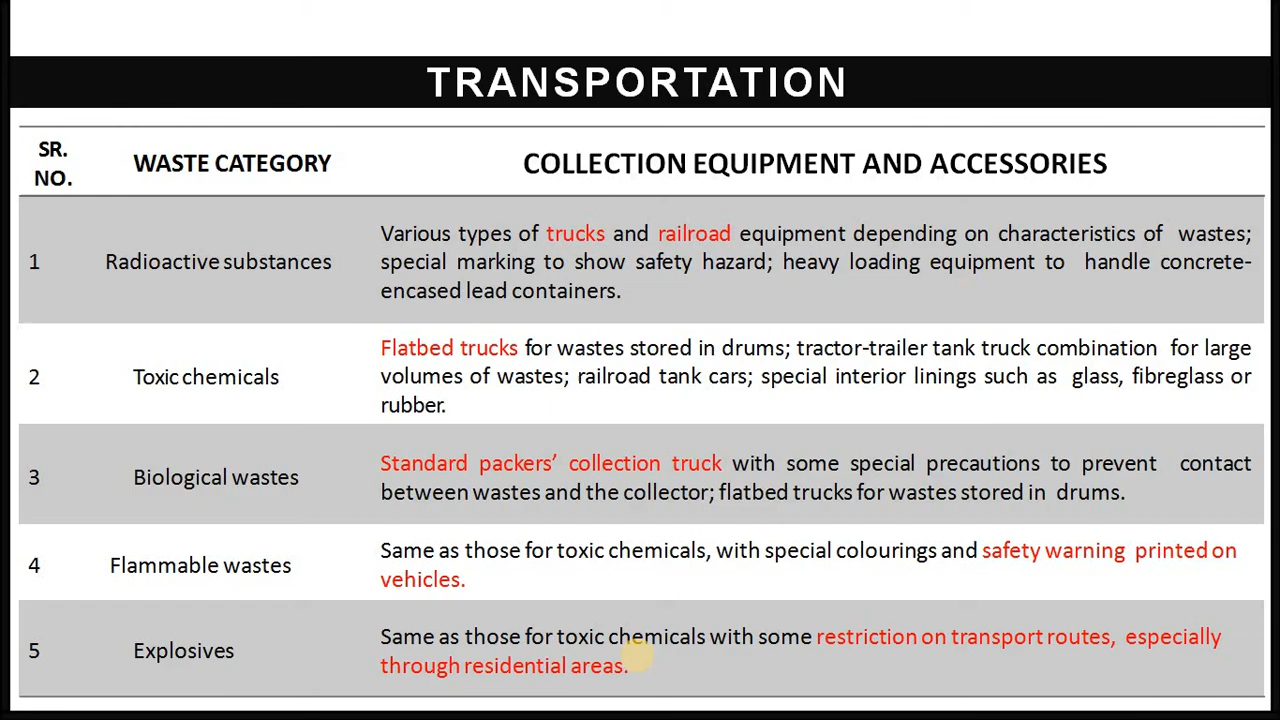 TRANSPORTATION
SR. NO.
WASTE CATEGORY
COLLECTION EQUIPMENT AND ACCESSORIES
1
Radioactive substances
Various types of trucks and railroad equipment depending on characteristics of wastes;
special marking to show safety hazard; heavy loading equipment to handle concrete-
encased lead containers.
2
Toxic chemicals
Flatbed trucks for wastes stored in drums; tractor-trailer tank truck combination for large
volumes of wastes; railroad tank cars; special interior linings such as glass, fibreglass or
rubber.
3
Biological wastes
Standard packers’ collection truck with some special precautions to prevent contact
between wastes and the collector; flatbed trucks for wastes stored in drums.
4
Flammable wastes
Same as those for toxic chemicals, with special colourings and safety warning printed on
vehicles.
5
Explosives
Same as those for toxic chemicals with some restriction on transport routes, especially
through residential areas.